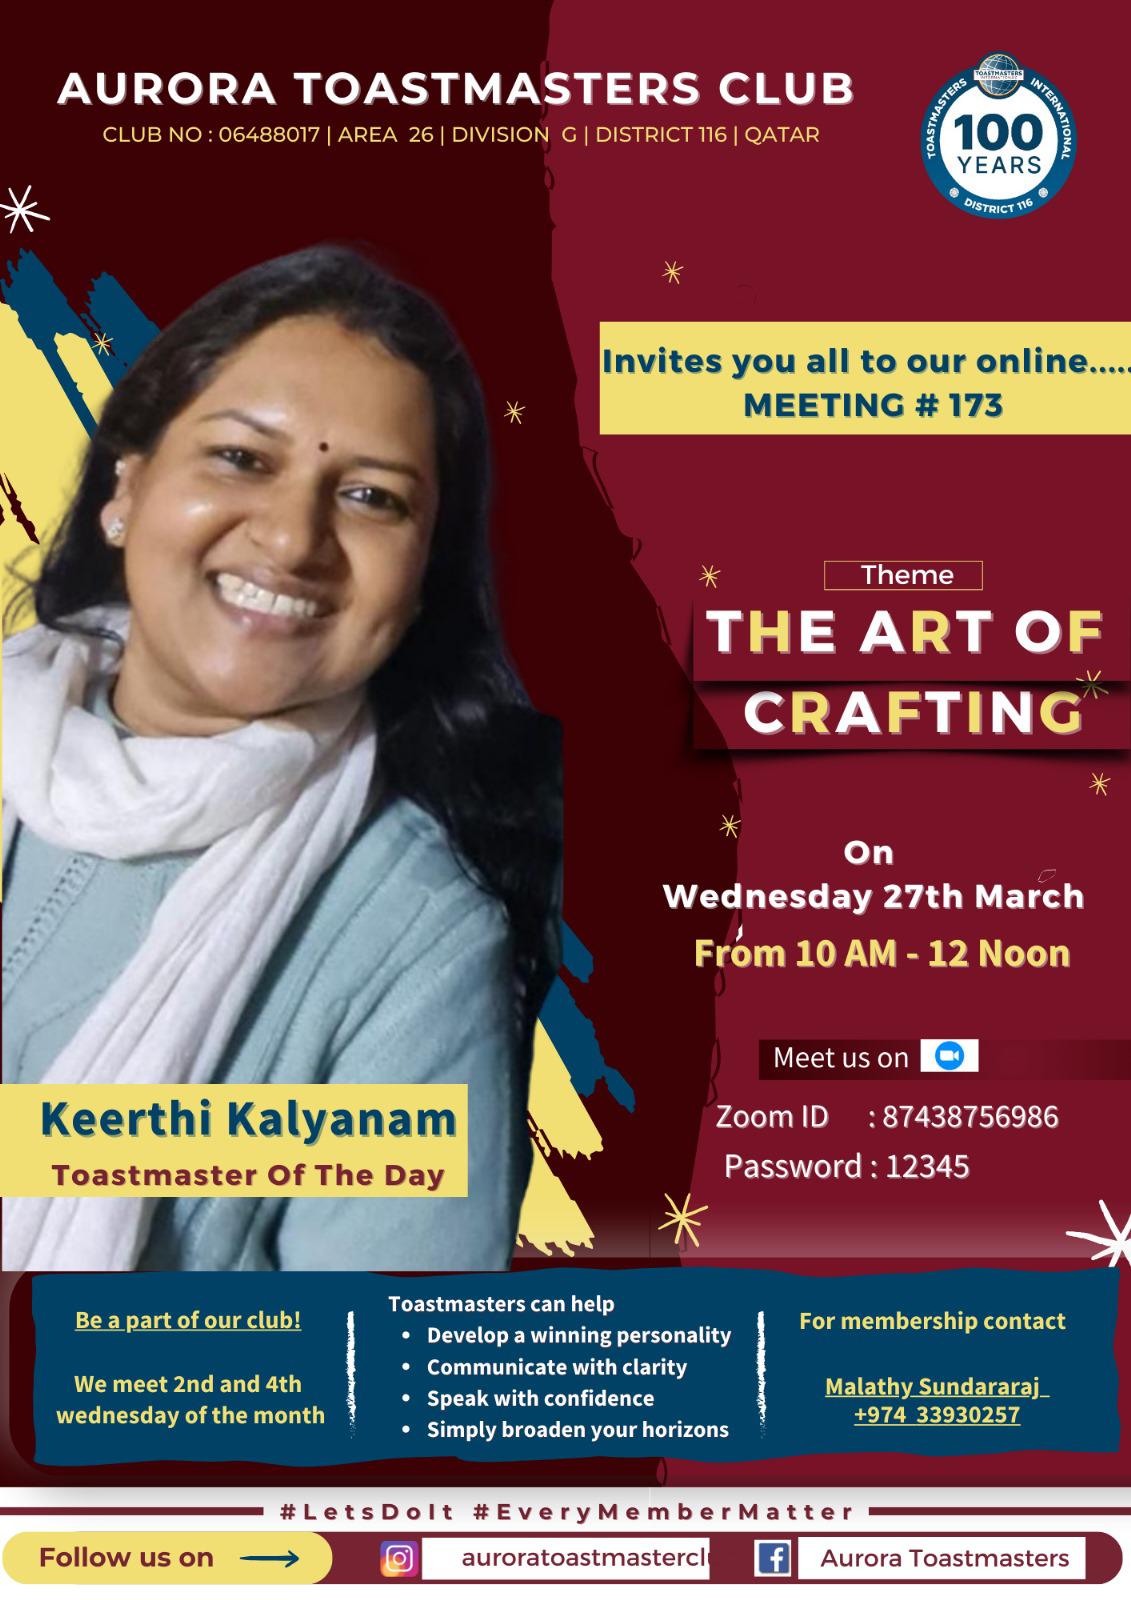 AURORA TOASTMASTERS CLUB
CLUB NO : 06488017 | AREA 26 | DIVISION G | DISTRICT 116 | QATAR
TOASTMASTERS INTERNATIONAL
TOASTMASTERS
INTERNATIONAL
100
YEARS
DISTRICT 116
Invites you all to our online.....
MEETING # 173
Theme
THE ART OF
CRAFTING
On
Wednesday 27th March
From 10 AM - 12 Noon
Meet us on
Zoom ID : 87438756986
Password : 12345
Keerthi Kalyanam
Toastmaster Of The Day
Be a part of our club!
We meet 2nd and 4th
wednesday of the month
Toastmasters can help
• Develop a winning personality
• Communicate with clarity
• Speak with confidence
• Simply broaden your horizons
For membership contact
Malathy Sundararaj
+974 33930257
#LetsDoIt #EveryMemberMatter
Follow us on
auroratoastmasterclu
Aurora Toastmasters